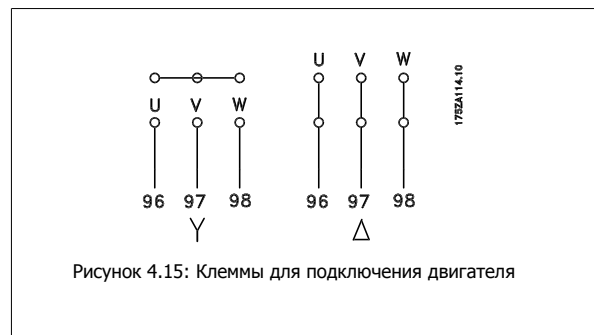 U V W
U V W
96 97 98 96 97 98
Y Δ
175ZA114.10
Рисунок 4.15: Клеммы для подключения двигателя